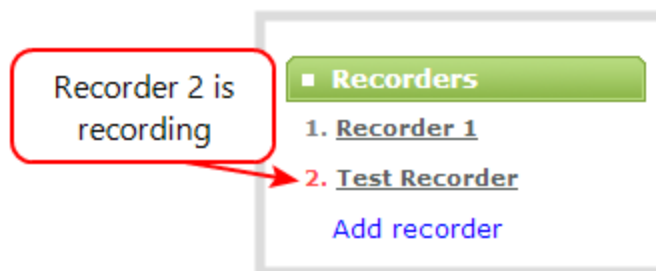 Recorder 2 is
recording
Recorders
1. Recorder 1
2. Test Recorder
Add recorder